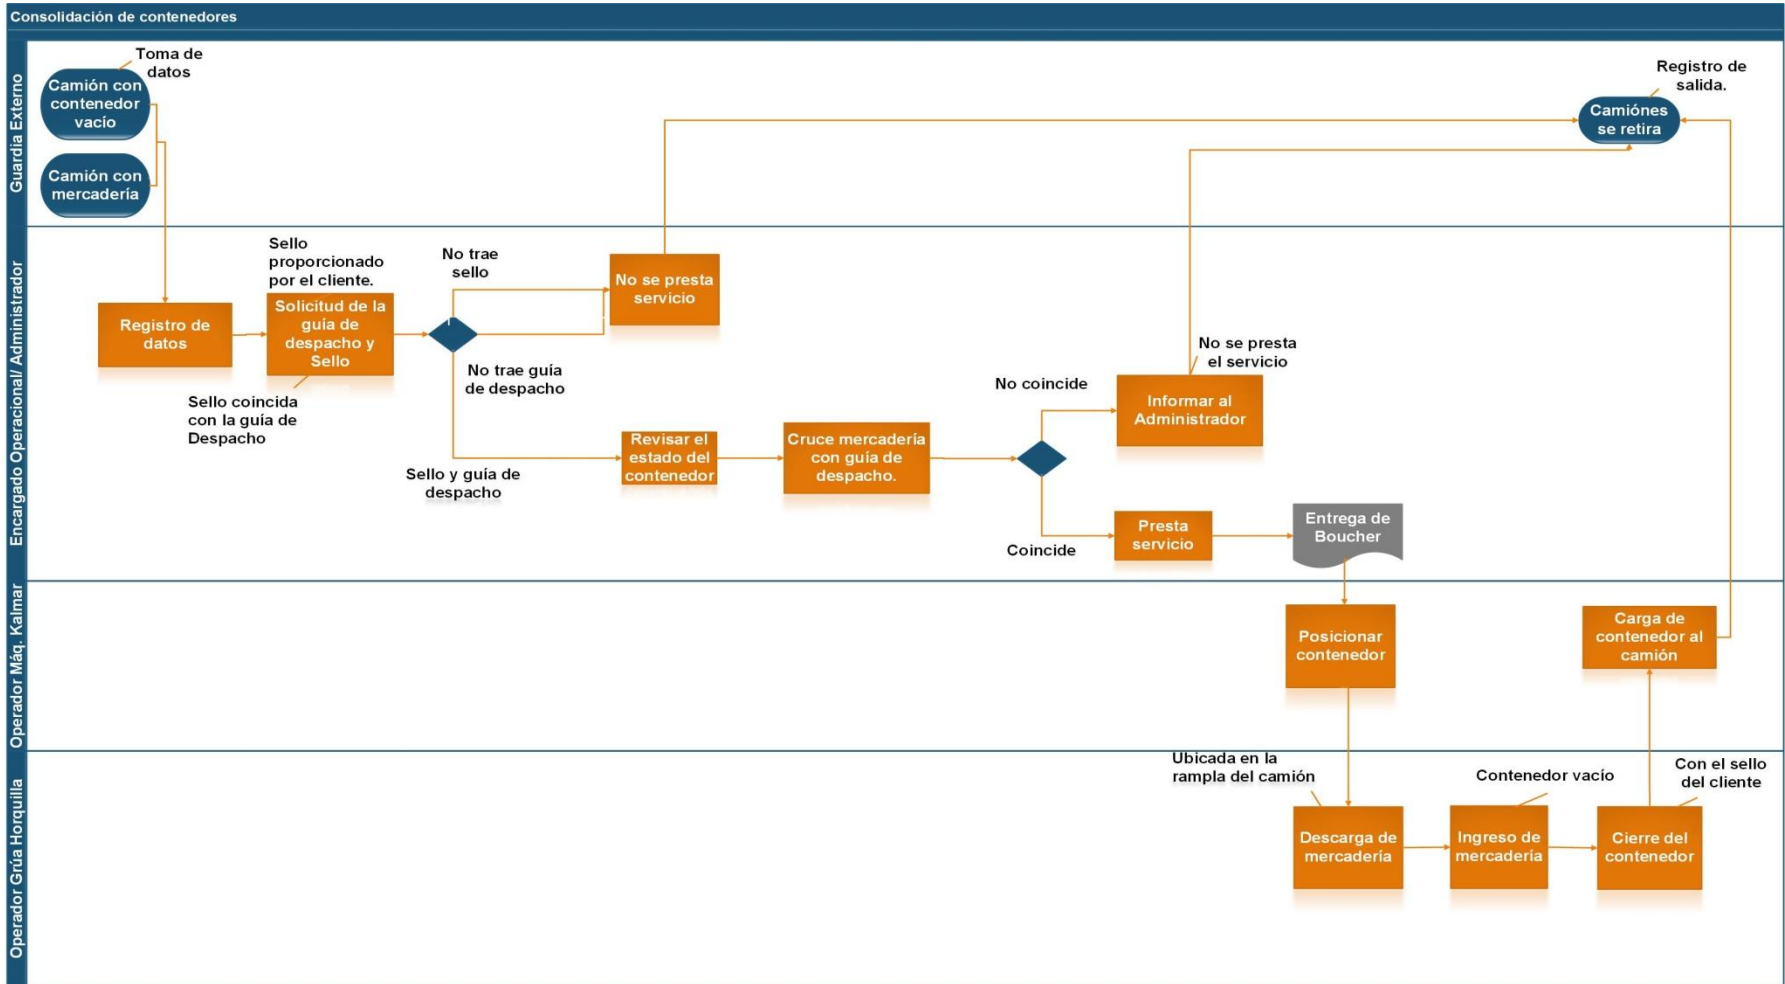 Consolidación de contenedores
Guardia Externo
Toma de
datos
Camión con
contenedor
vacío
Camión con
mercadería
Registro de
salida.
Camiónes
se retira
Encargado Operacional/ Administrador
Registro de
datos
Sello
proporcionado
por el cliente.
Solicitud de la
guía de
despacho y
Sello
Sello coincida
con la guía de
Despacho
No trae
sello
No se presta
servicio
No trae guía
de despacho
Sello y guía de
despacho
Revisar el
estado del
contenedor
Cruce mercadería
con guía de
despacho.
No coincide
No se presta
el servicio
Informar al
Administrador
Coincide
Presta
servicio
Entrega de
Boucher
Operador Máq. Kalmar
Posicionar
contenedor
Carga de
contenedor al
camión
Operador Grúa Horquilla
Ubicada en la
rampla del camión
Descarga de
mercadería
Contenedor vacío
Ingreso de
mercadería
Con el sello
del cliente
Cierre del
contenedor